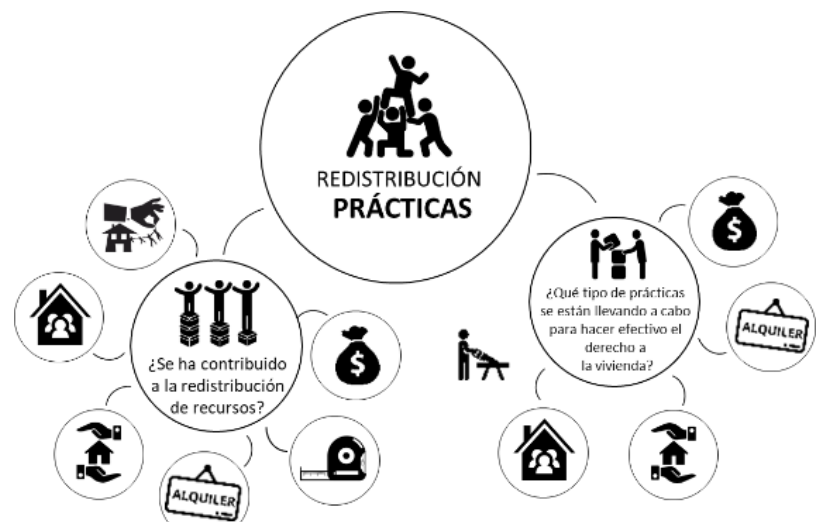 REDISTRIBUCIÓN
PRÁCTICAS
¿Se ha contribuido
a la redistribución
de recursos?
¿Qué tipo de prácticas
se están llevando a cabo
para hacer efectivo el
derecho a
la vivienda?
$
ALQUILER
$
ALQUILER